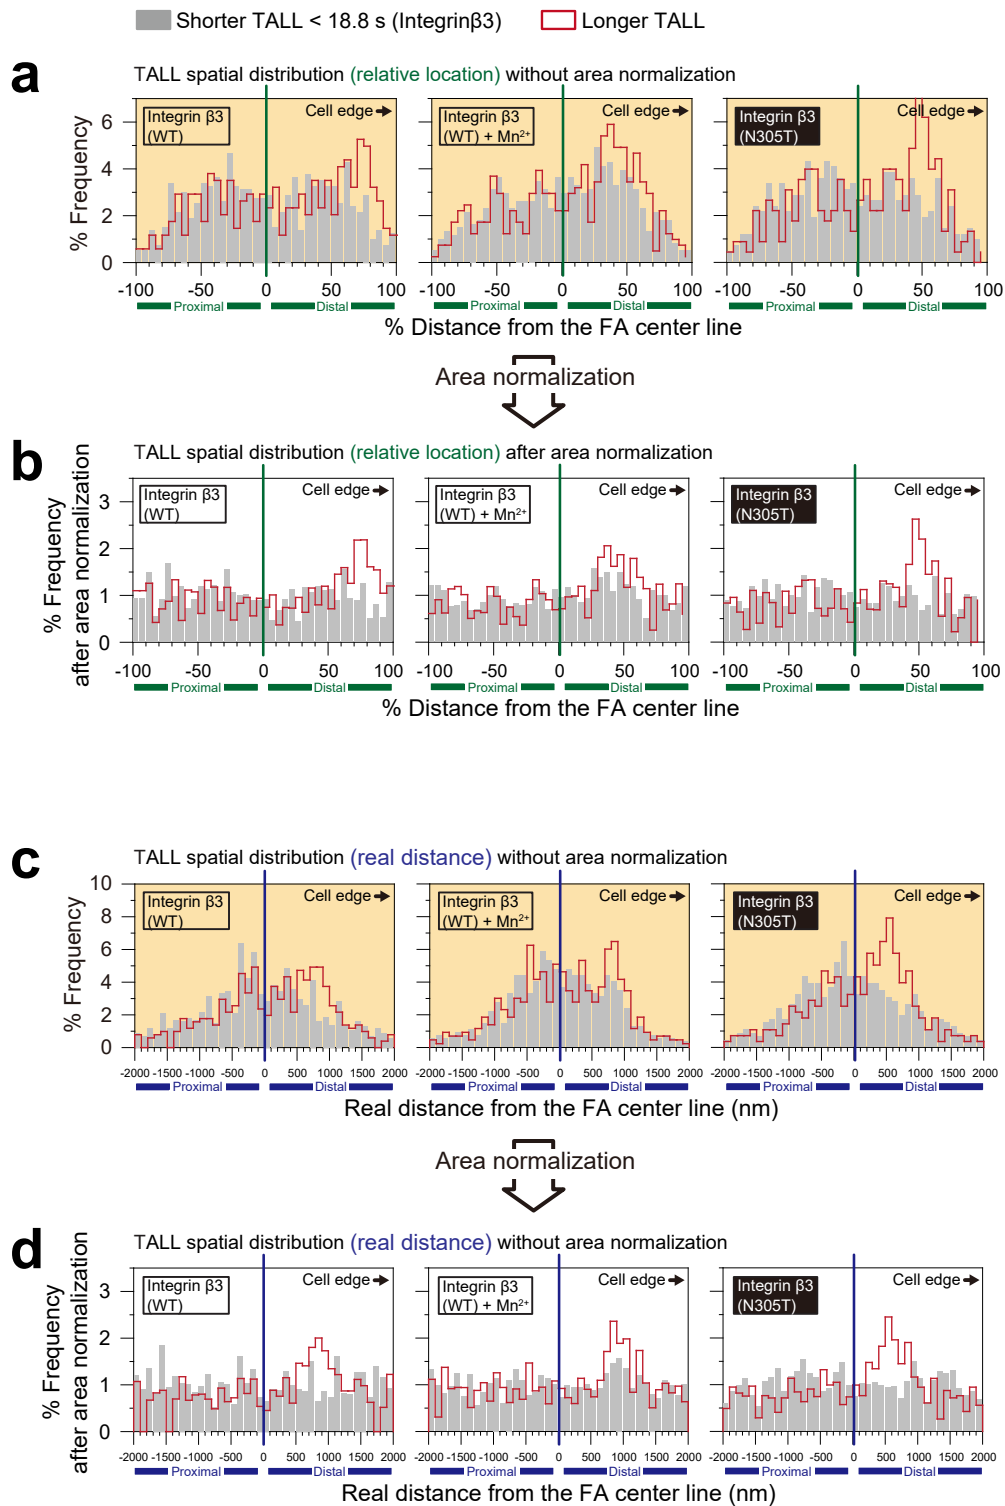 Shorter TALL < 18.8 s (Integrinβ3) Longer TALL
a
TALL spatial distribution (relative location) without area normalization
Integrin β3 (WT) Cell edge
Integrin β3 (WT) + Mn²⁺ Cell edge
Integrin β3 (N305T) Cell edge
% Frequency
6
4
2
0
-100 -50 0 50 100 -100 -50 0 50 100 -100 -50 0 50 100
Proximal Distal Proximal Distal Proximal Distal
% Distance from the FA center line
Area normalization
b
TALL spatial distribution (relative location) after area normalization
Integrin β3 (WT) Cell edge
Integrin β3 (WT) + Mn²⁺ Cell edge
Integrin β3 (N305T) Cell edge
% Frequency
after area normalization
3
2
1
0
-100 -50 0 50 100 -100 -50 0 50 100 -100 -50 0 50 100
Proximal Distal Proximal Distal Proximal Distal
% Distance from the FA center line
c
TALL spatial distribution (real distance) without area normalization
Integrin β3 (WT) Cell edge
Integrin β3 (WT) + Mn²⁺ Cell edge
Integrin β3 (N305T) Cell edge
% Frequency
10
8
6
4
2
0
-2000 -1500 -1000 -500 0 500 1000 1500 2000 -2000 -1500 -1000 -500 0 500 1000 1500 2000 -2000 -1500 -1000 -500 0 500 1000 1500 2000
Proximal Distal Proximal Distal Proximal Distal
Real distance from the FA center line (nm)
Area normalization
d
TALL spatial distribution (real distance) without area normalization
Integrin β3 (WT) Cell edge
Integrin β3 (WT) + Mn²⁺ Cell edge
Integrin β3 (N305T) Cell edge
% Frequency
after area normalization
3
2
1
0
-2000 -1500 -1000 -500 0 500 1000 1500 2000 -2000 -1500 -1000 -500 0 500 1000 1500 2000 -2000 -1500 -1000 -500 0 500 1000 1500 2000
Proximal Distal Proximal Distal Proximal Distal
Real distance from the FA center line (nm)